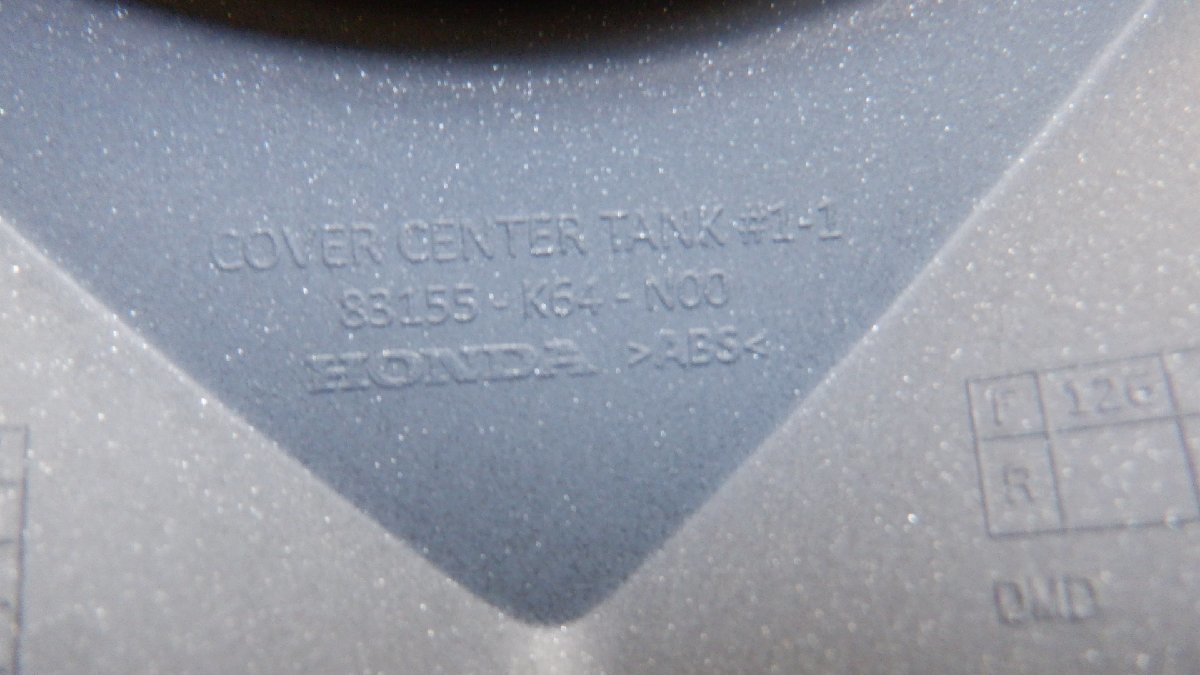 COVER CENTER TANK #1-1
83155 - K64 - N00
HONDA >ABS<
F 126
R
DMD